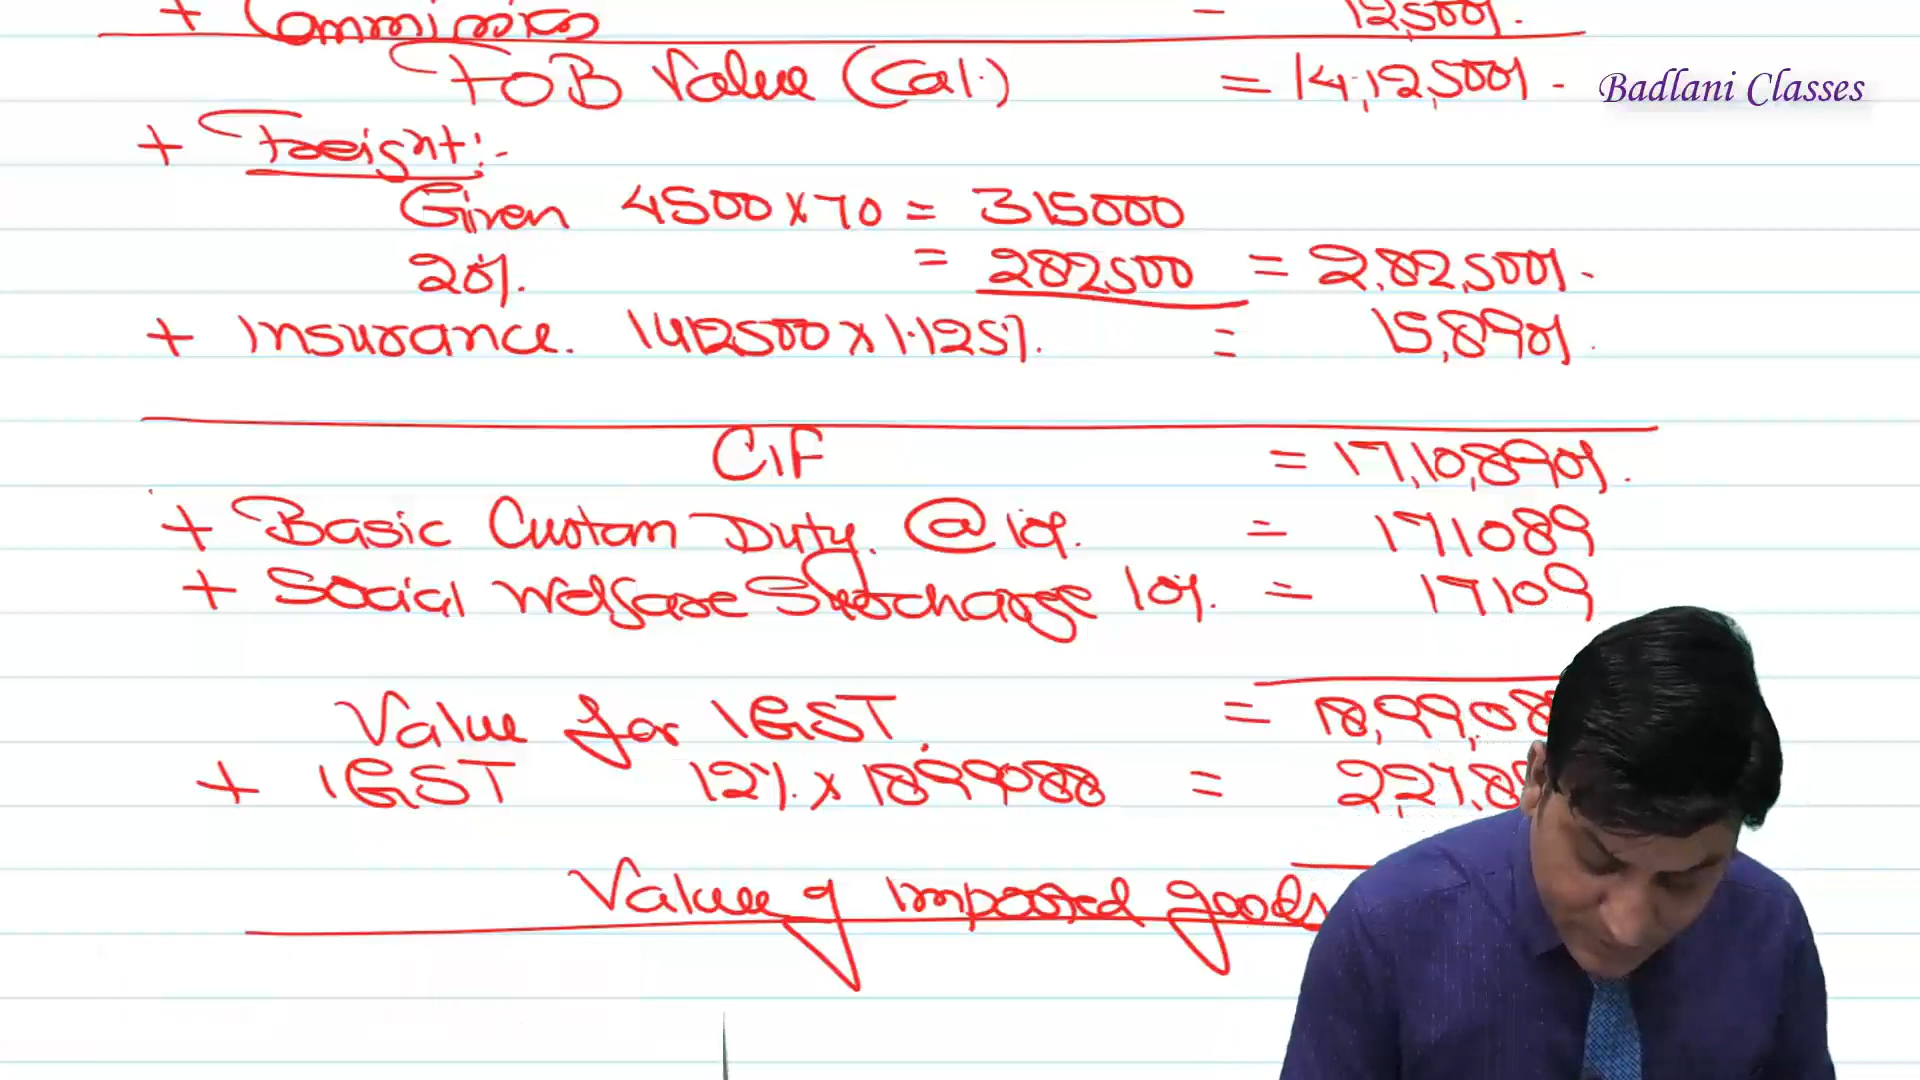 + Commission = 12,500/-
FOB Value (Cal.) = 14,12,500/-
Badlani Classes
+ Freight:-
Given 4500 x 70 = 315000
20%. = 282500 = 2,82,500/-
+ Insurance. 1412500 x 1.125%. = 15,890/-
CIF = 17,10,890/-
+ Basic Custom Duty. @ 10%. = 171089
+ Social Welfare Surcharge 10%. = 17109
Value for IGST = 18,99,08
+ IGST 12%. x 1899088 = 2,27,8
Value of imported goods